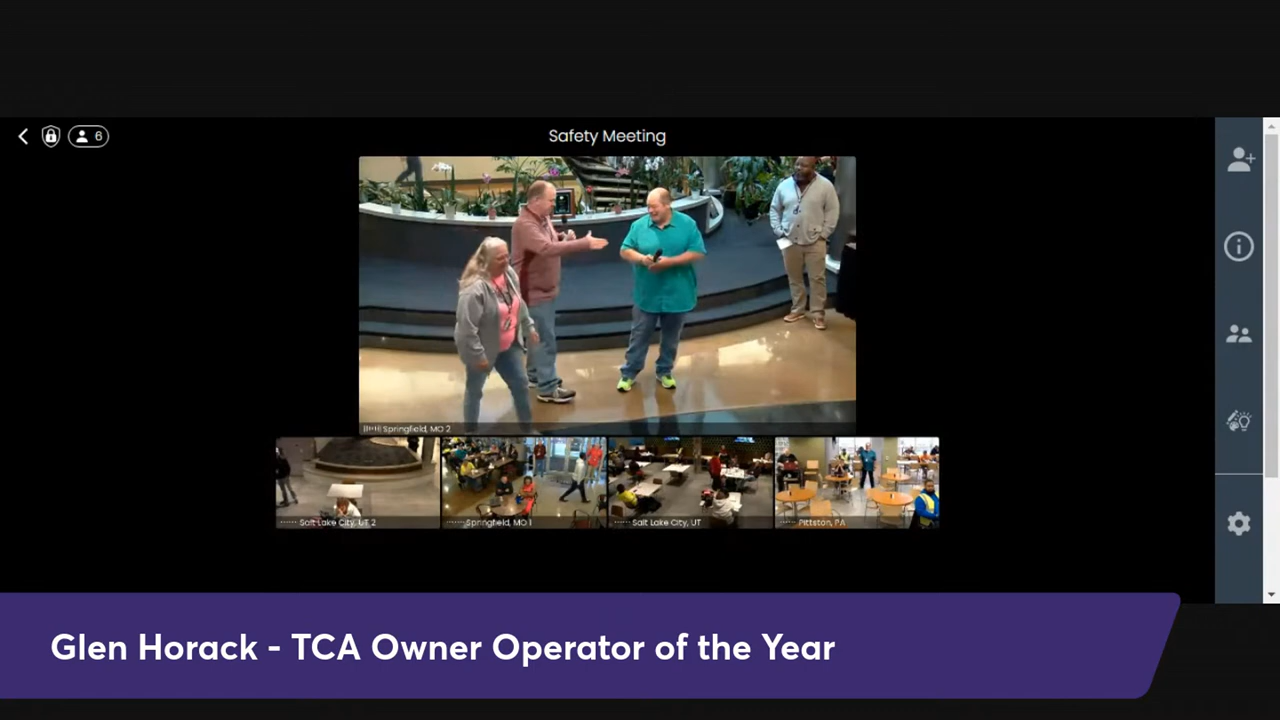 6
Safety Meeting
Springfield, MO 2
Salt Lake City, UT 2
Springfield, MO 1
Salt Lake City, UT
Pittston, PA
Glen Horack - TCA Owner Operator of the Year